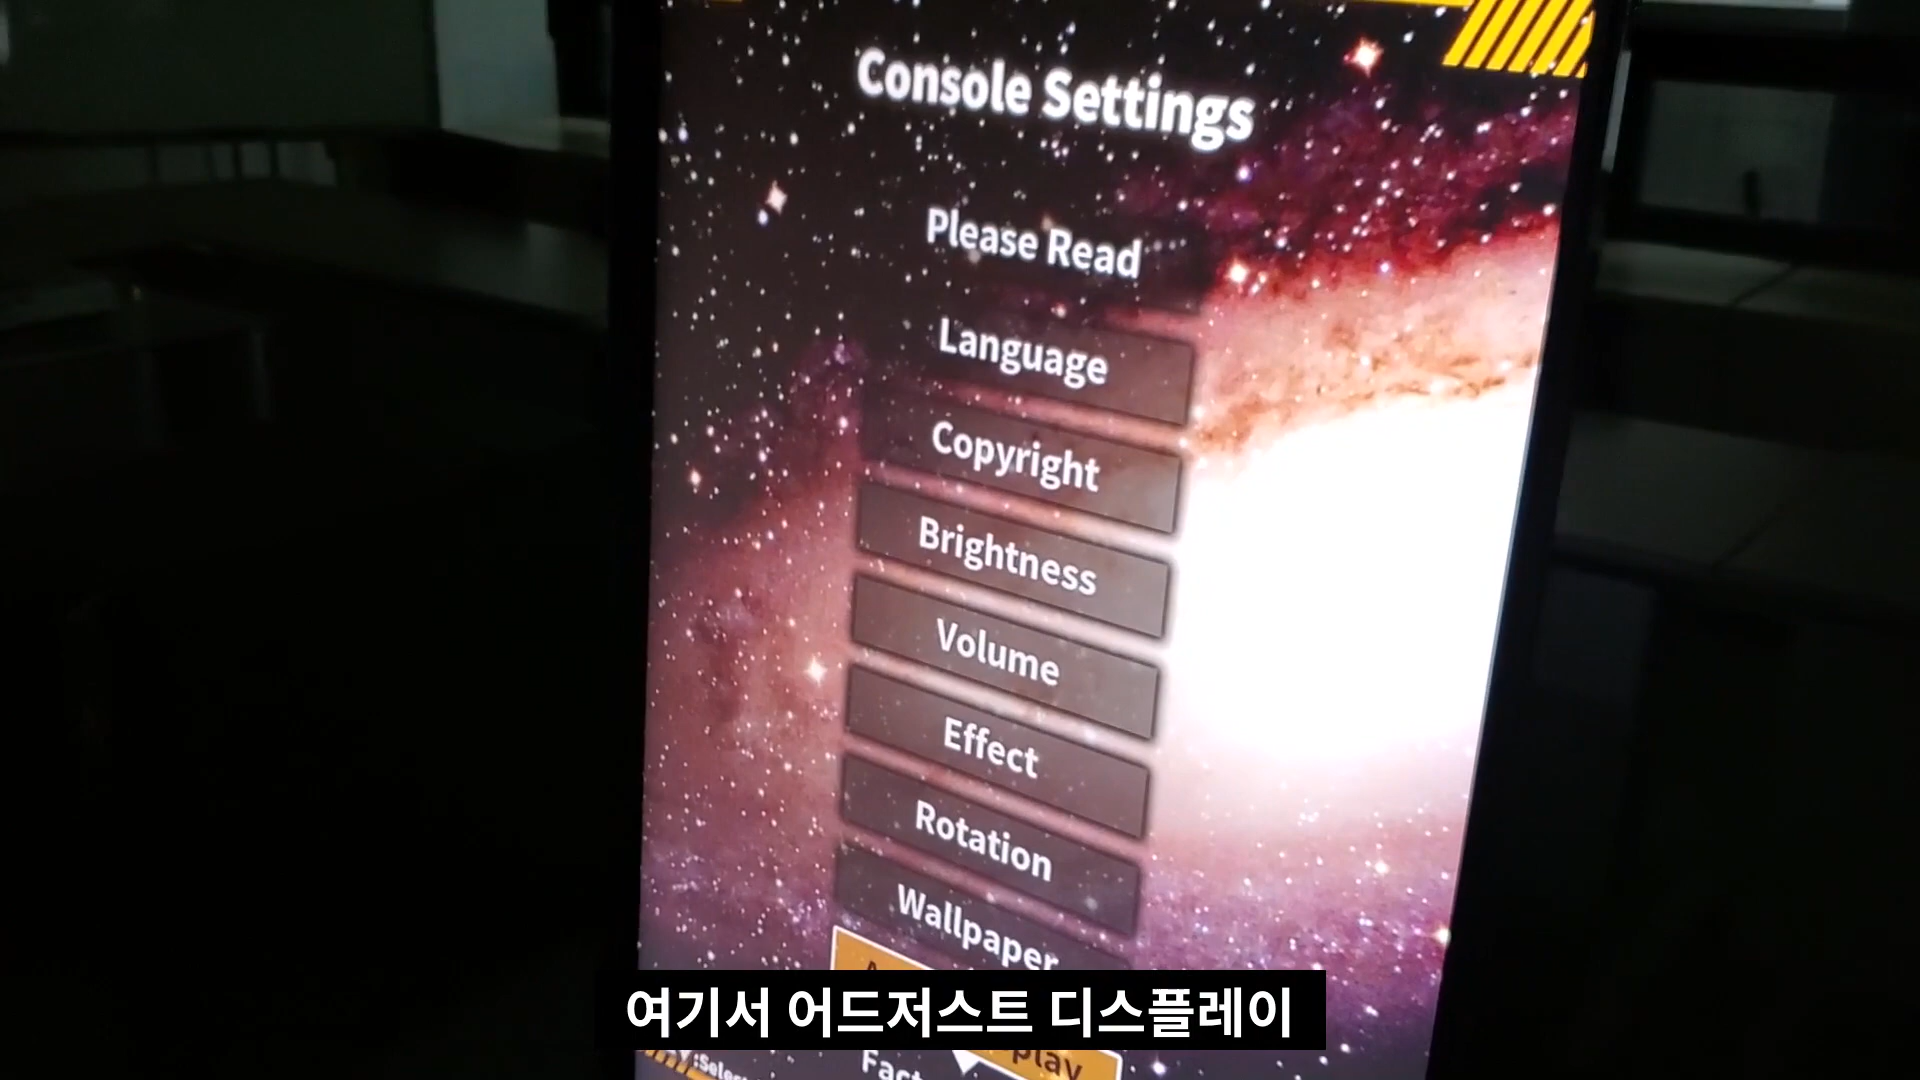 Console Settings
Please Read
Language
Copyright
Brightness
Volume
Effect
Rotation
Wallpaper
여기서 어드저스트 디스플레이